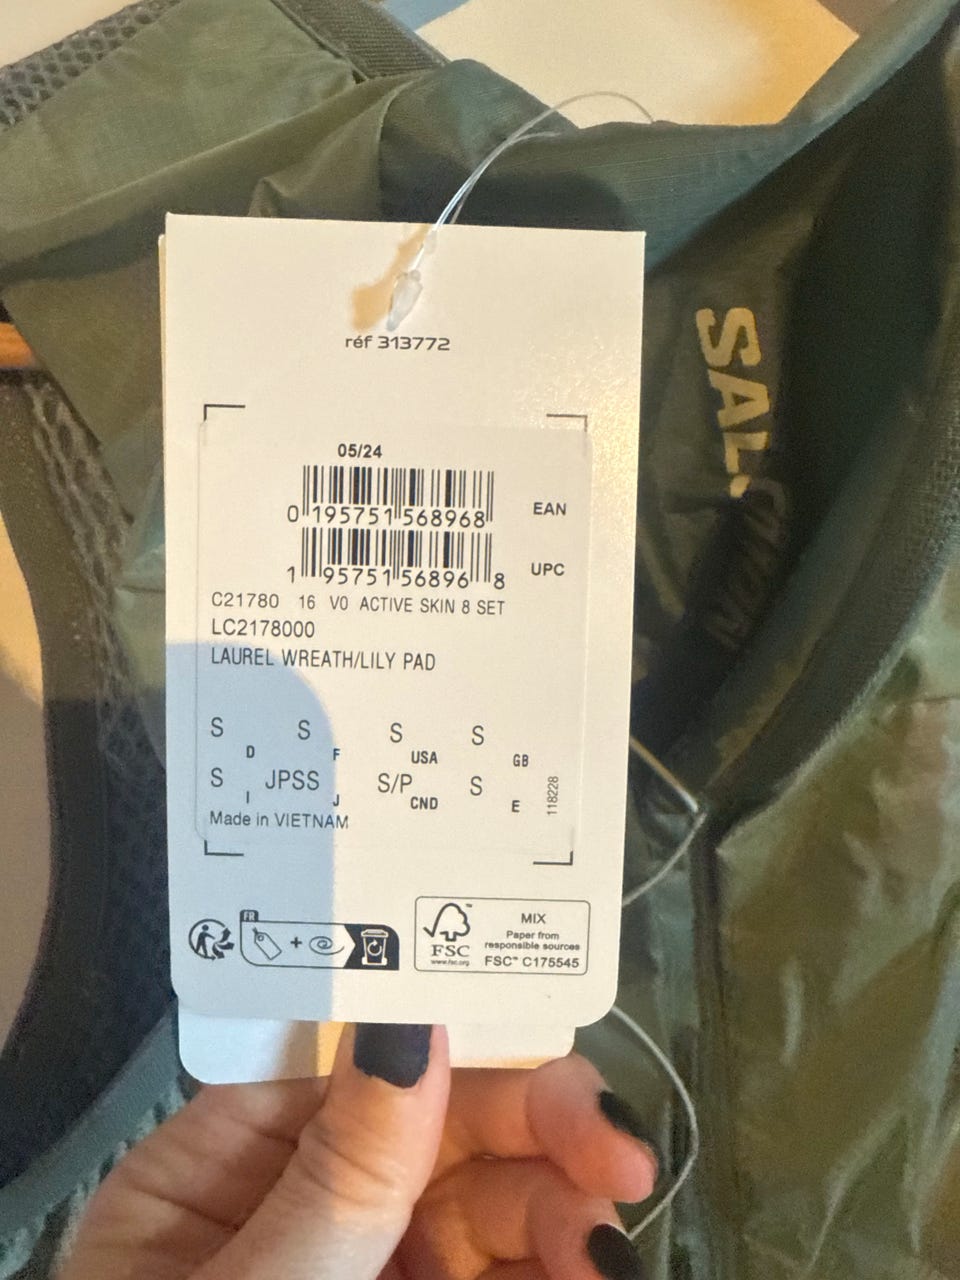 réf 313772
SAL.
05/24
0 195751 568968
EAN
1 95751 56896 8
UPC
C21780 16 V0 ACTIVE SKIN 8 SET
LC2178000
LAUREL WREATH/LILY PAD
S D S F S USA S GB
S I JPSS J S/P CND S E
118228
Made in VIETNAM
FR
FSC
www.fsc.org
MIX
Paper from
responsible sources
FSC™ C175545